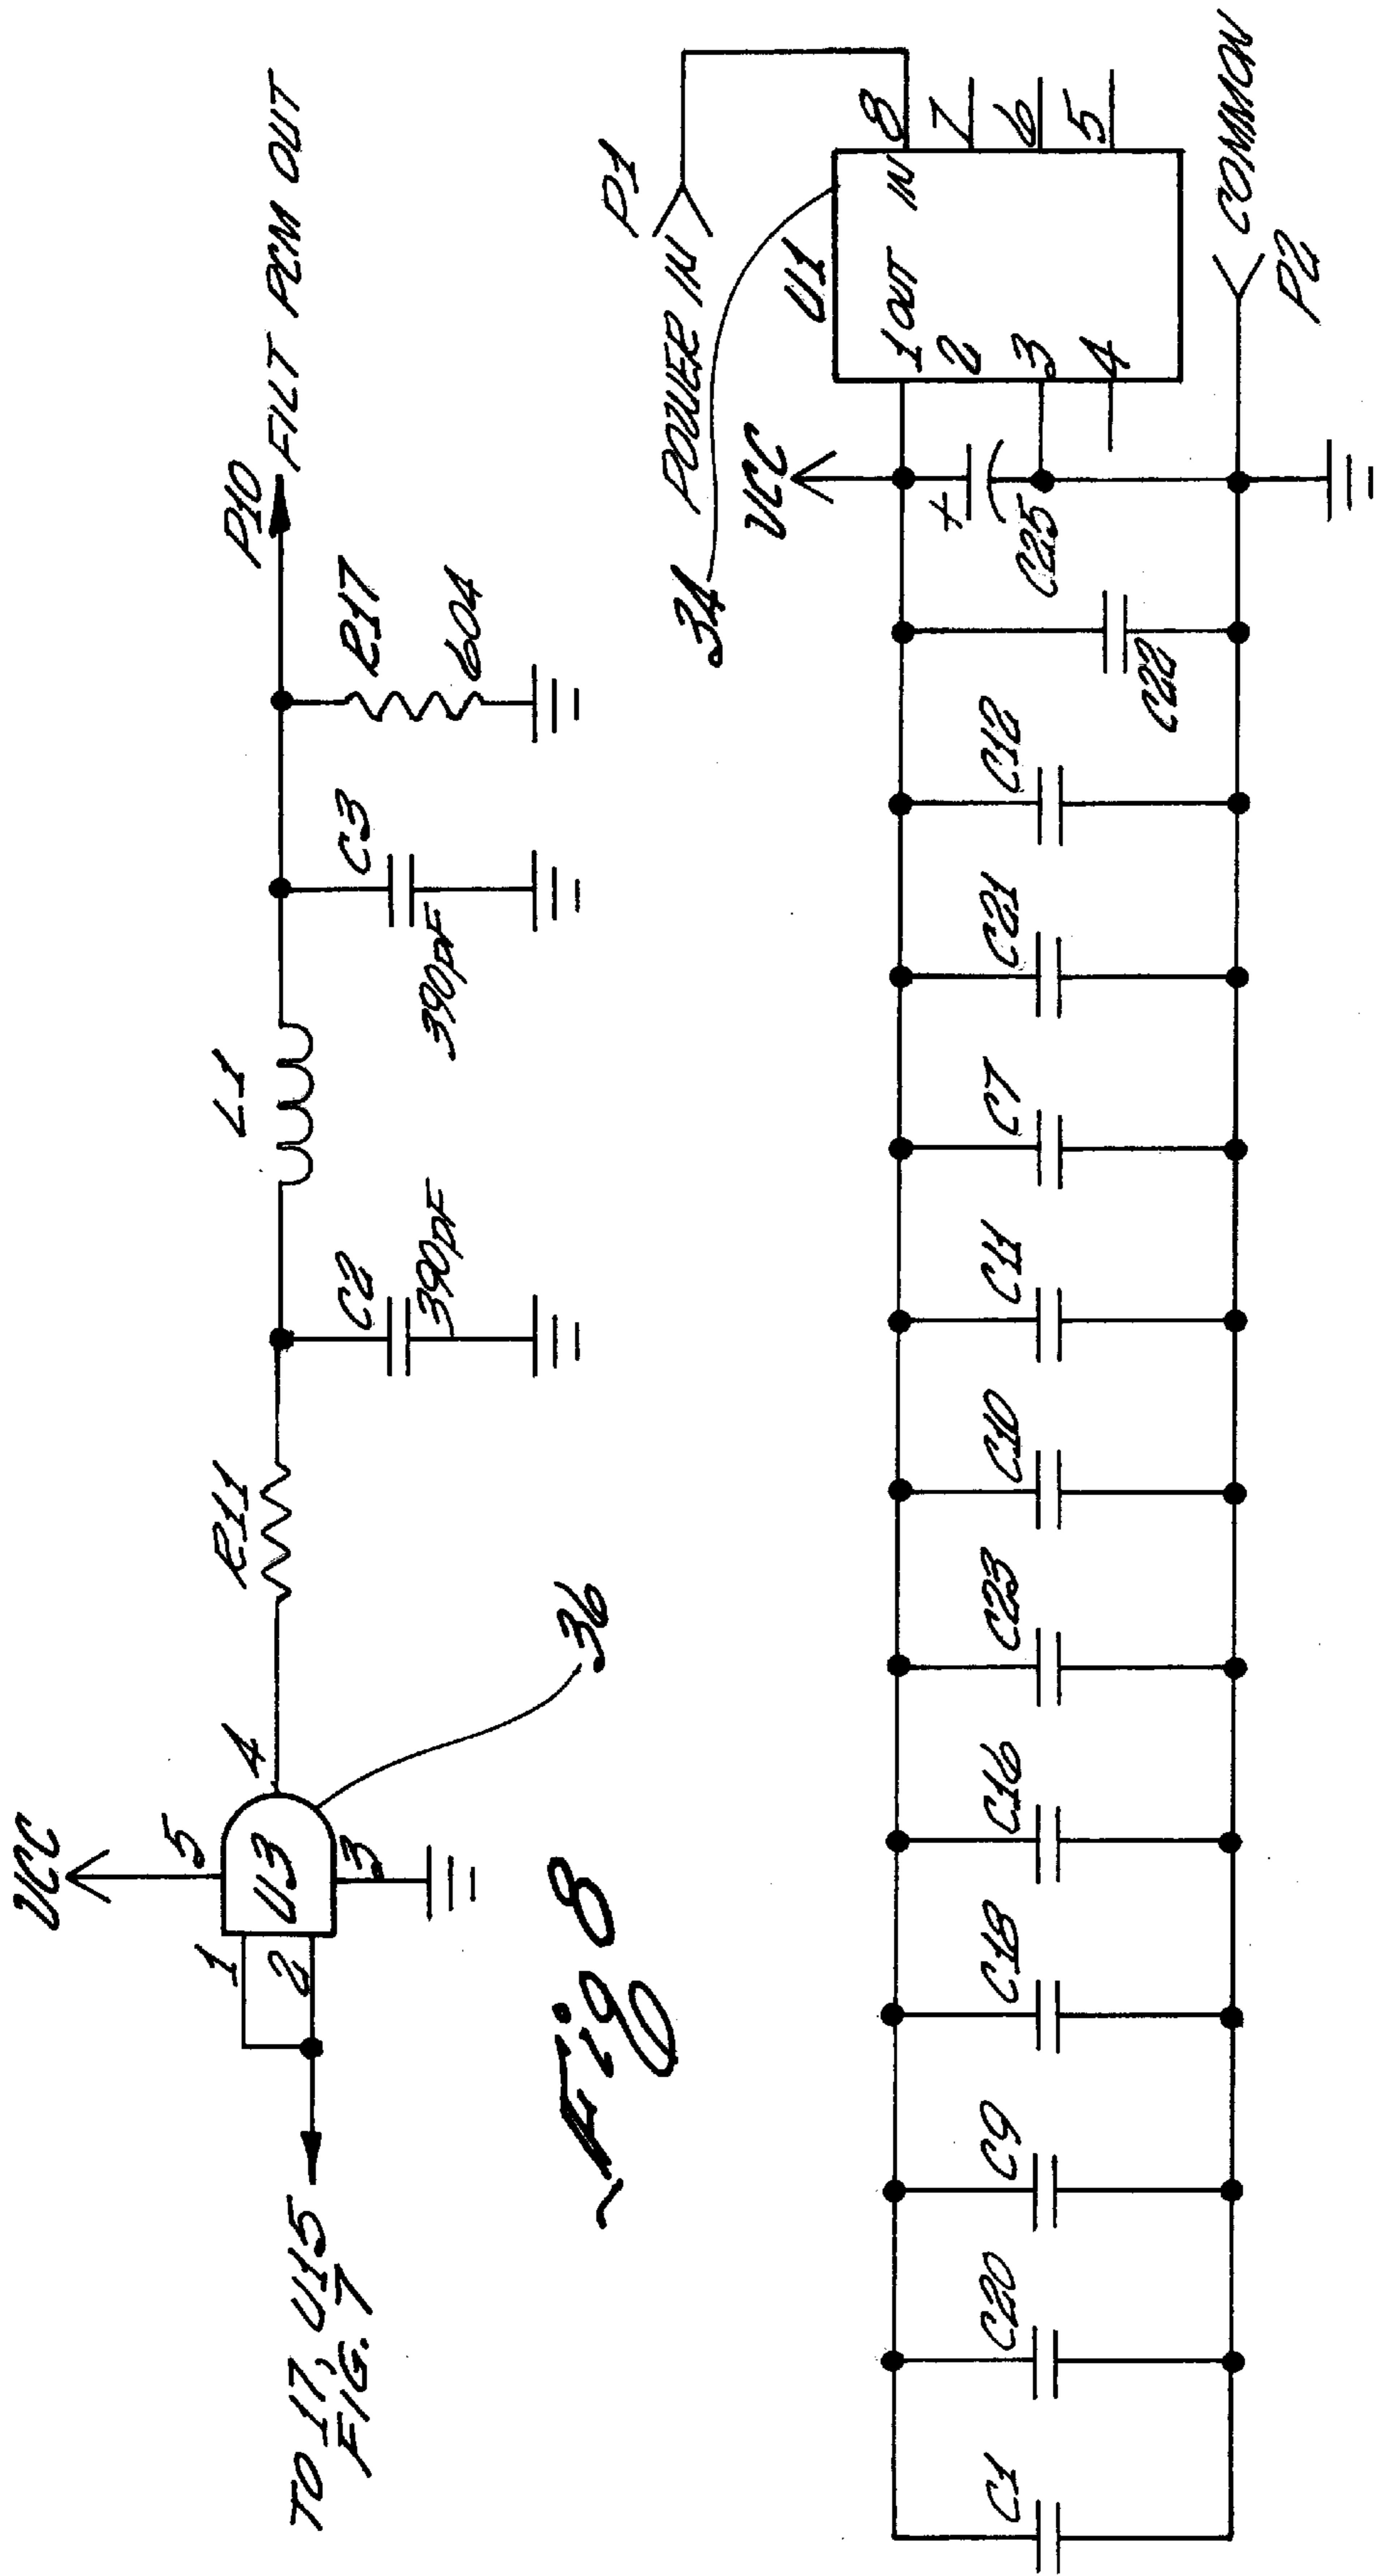 VCC
5
1
2
U3
3
4
TO 17, U15
FIG. 7
36
R11
C2
390pF
L1
C3
390pF
R17
604
P10
FILT PCM OUT
Fig 8
C1
C20
C9
C18
C16
C23
C10
C11
C7
C21
C12
C22
C25
+
VCC
34
POWER IN
P1
U1
1 OUT
IN 8
2
7
3
6
4
5
COMMON
P2